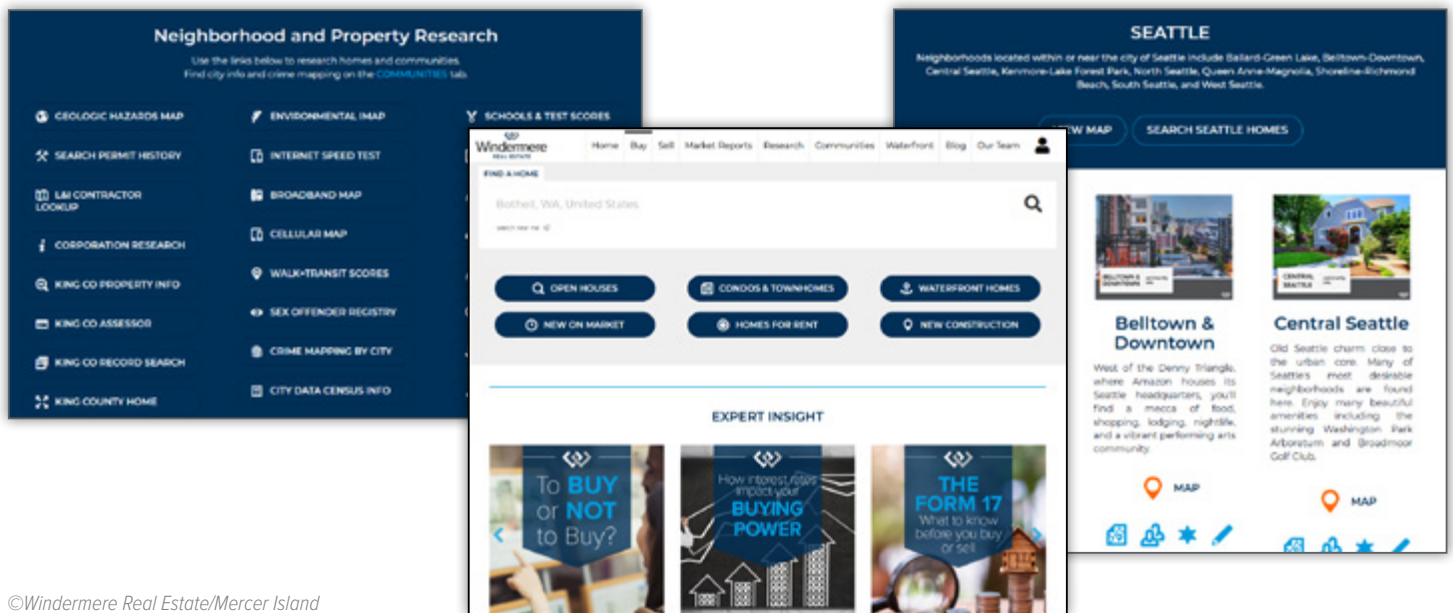 Neighborhood and Property Research
Use the links below to research homes and communities.
Find city info and crime mapping on the COMMUNITIES tab.
GEOLOGIC HAZARDS MAP
SEARCH PERMIT HISTORY
L&I CONTRACTOR
LOOKUP
CORPORATION RESEARCH
KING CO PROPERTY INFO
KING CO ASSESSOR
KING CO RECORD SEARCH
KING COUNTY HOME
ENVIRONMENTAL IMAP
INTERNET SPEED TEST
BROADBAND MAP
CELLULAR MAP
WALK+TRANSIT SCORES
SEX OFFENDER REGISTRY
CRIME MAPPING BY CITY
CITY DATA CENSUS INFO
SCHOOLS & TEST SCORES
Windermere
REAL ESTATE
Home Buy Sell Market Reports Research Communities Waterfront Blog Our Team
FIND A HOME
Bothell, WA, United States
search near me
OPEN HOUSES
CONDOS & TOWNHOMES
WATERFRONT HOMES
NEW ON MARKET
HOMES FOR RENT
NEW CONSTRUCTION
EXPERT INSIGHT
To BUY
or NOT
to Buy?
How interest rates
impact your
BUYING
POWER
THE
FORM 17
What to know
before you buy
or sell
SEATTLE
Neighborhoods located within or near the city of Seattle include Ballard-Green Lake, Belltown-Downtown,
Central Seattle, Kenmore-Lake Forest Park, North Seattle, Queen Anne-Magnolia, Shoreline-Richmond
Beach, South Seattle, and West Seattle.
MAP
SEARCH SEATTLE HOMES
BELLTOWN &
DOWNTOWN
CENTRAL
SEATTLE
Belltown &
Downtown
West of the Denny Triangle,
where Amazon houses its
Seattle headquarters, you'll
find a mecca of food,
shopping, lodging, nightlife,
and a vibrant performing arts
community.
MAP
Central Seattle
Old Seattle charm close to
the urban core. Many of
Seattle's most desirable
neighborhoods are found
here. Enjoy many beautiful
amenities including the
stunning Washington Park
Arboretum and Broadmoor
Golf Club.
MAP
©Windermere Real Estate/Mercer Island